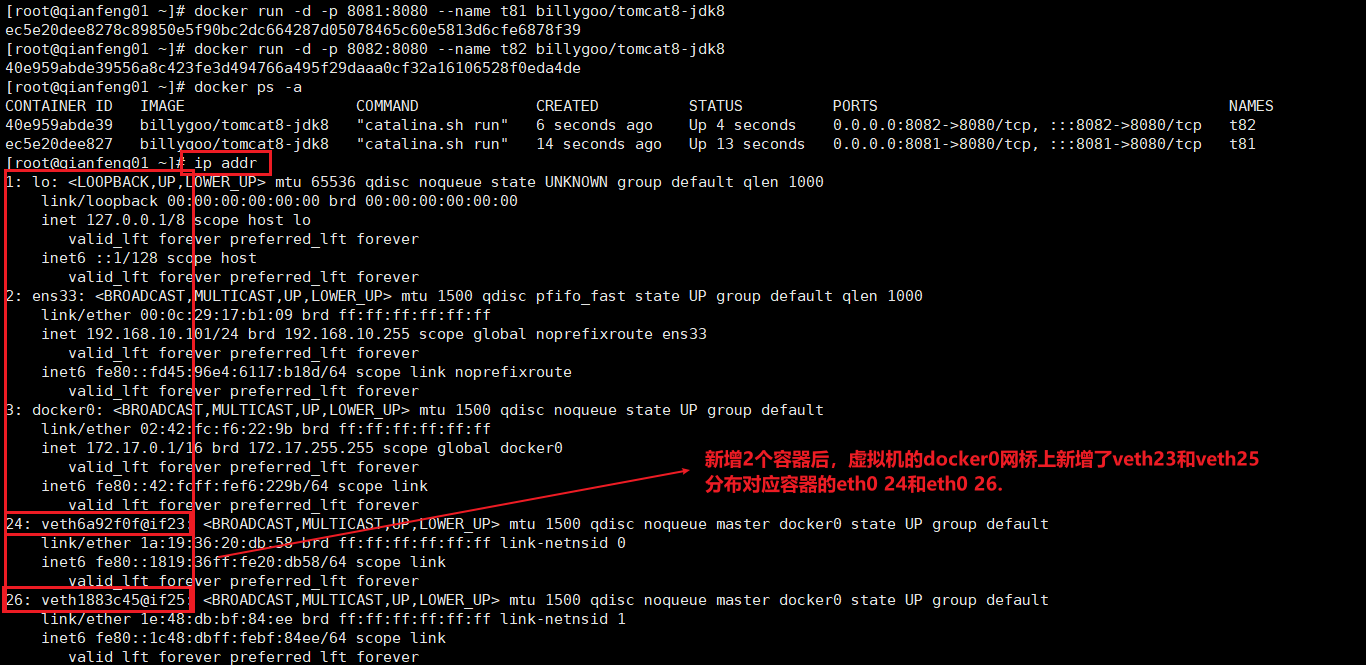 [root@qianfeng01 ~]# docker run -d -p 8081:8080 --name t81 billygoo/tomcat8-jdk8
ec5e20dee8278c89850e5f90bc2dc664287d05078465c60e5813d6cfe6878f39
[root@qianfeng01 ~]# docker run -d -p 8082:8080 --name t82 billygoo/tomcat8-jdk8
40e959abde39556a8c423fe3d494766a495f29daaa0cf32a16106528f0eda4de
[root@qianfeng01 ~]# docker ps -a
CONTAINER ID   IMAGE                   COMMAND             CREATED          STATUS          PORTS                                       NAMES
40e959abde39   billygoo/tomcat8-jdk8   "catalina.sh run"   6 seconds ago    Up 4 seconds    0.0.0.0:8082->8080/tcp, :::8082->8080/tcp   t82
ec5e20dee827   billygoo/tomcat8-jdk8   "catalina.sh run"   14 seconds ago   Up 13 seconds   0.0.0.0:8081->8080/tcp, :::8081->8080/tcp   t81
[root@qianfeng01 ~]# ip addr
1: lo: <LOOPBACK,UP,LOWER_UP> mtu 65536 qdisc noqueue state UNKNOWN group default qlen 1000
    link/loopback 00:00:00:00:00:00 brd 00:00:00:00:00:00
    inet 127.0.0.1/8 scope host lo
       valid_lft forever preferred_lft forever
    inet6 ::1/128 scope host
       valid_lft forever preferred_lft forever
2: ens33: <BROADCAST,MULTICAST,UP,LOWER_UP> mtu 1500 qdisc pfifo_fast state UP group default qlen 1000
    link/ether 00:0c:29:17:b1:09 brd ff:ff:ff:ff:ff:ff
    inet 192.168.10.101/24 brd 192.168.10.255 scope global noprefixroute ens33
       valid_lft forever preferred_lft forever
    inet6 fe80::fd45:96e4:6117:b18d/64 scope link noprefixroute
       valid_lft forever preferred_lft forever
3: docker0: <BROADCAST,MULTICAST,UP,LOWER_UP> mtu 1500 qdisc noqueue state UP group default
    link/ether 02:42:fc:f6:22:9b brd ff:ff:ff:ff:ff:ff
    inet 172.17.0.1/16 brd 172.17.255.255 scope global docker0
       valid_lft forever preferred_lft forever
    inet6 fe80::42:fcff:fef6:229b/64 scope link
       valid_lft forever preferred_lft forever
新增2个容器后，虚拟机的docker0网桥上新增了veth23和veth25
分布对应容器的eth0 24和eth0 26.
24: veth6a92f0f@if23: <BROADCAST,MULTICAST,UP,LOWER_UP> mtu 1500 qdisc noqueue master docker0 state UP group default
    link/ether 1a:19:36:20:db:58 brd ff:ff:ff:ff:ff:ff link-netnsid 0
    inet6 fe80::1819:36ff:fe20:db58/64 scope link
       valid_lft forever preferred_lft forever
26: veth1883c45@if25: <BROADCAST,MULTICAST,UP,LOWER_UP> mtu 1500 qdisc noqueue master docker0 state UP group default
    link/ether 1e:48:db:bf:84:ee brd ff:ff:ff:ff:ff:ff link-netnsid 1
    inet6 fe80::1c48:dbff:febf:84ee/64 scope link
       valid_lft forever preferred_lft forever